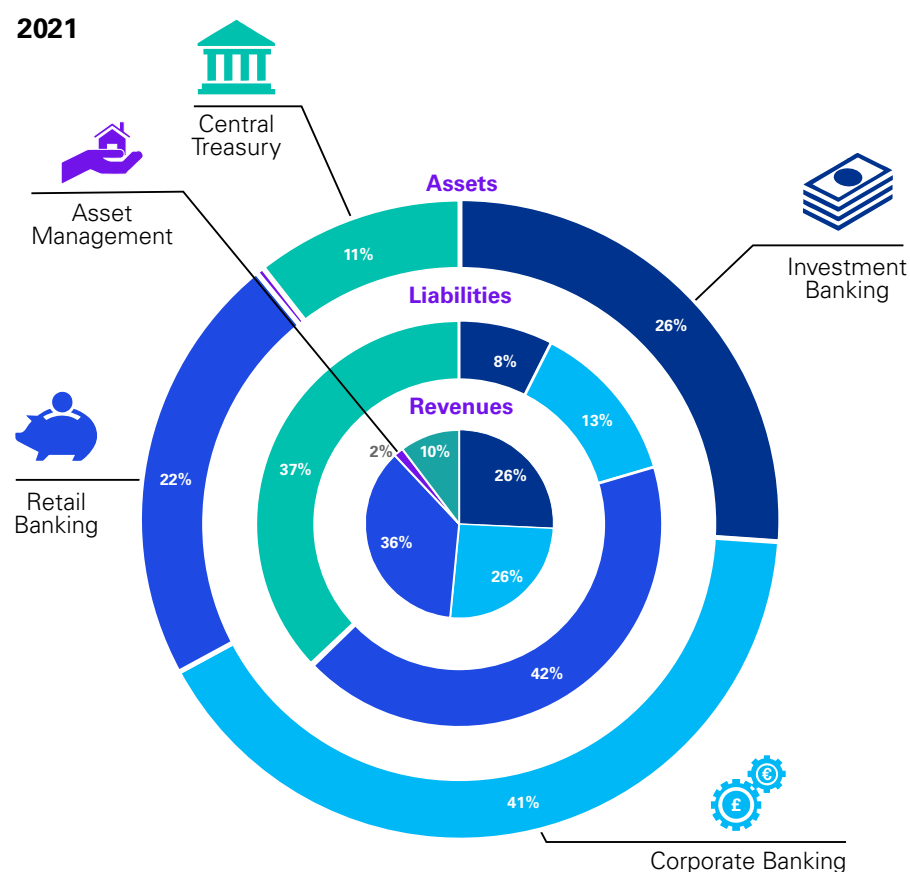 2021
Central
Treasury
Asset
Management
Assets
Investment
Banking
11%
26%
Liabilities
8%
13%
Revenues
2%
10%
26%
37%
22%
Retail
Banking
36%
26%
42%
41%
£
€
Corporate Banking